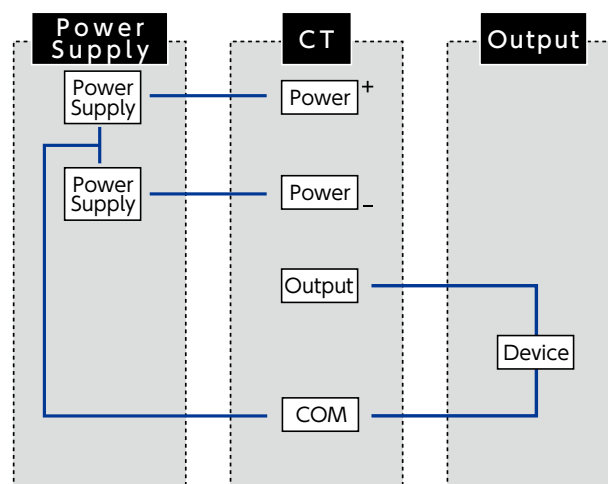 Power
Supply
CT
Output
Power
Supply
Power +
Power
Supply
Power –
Output
Device
COM